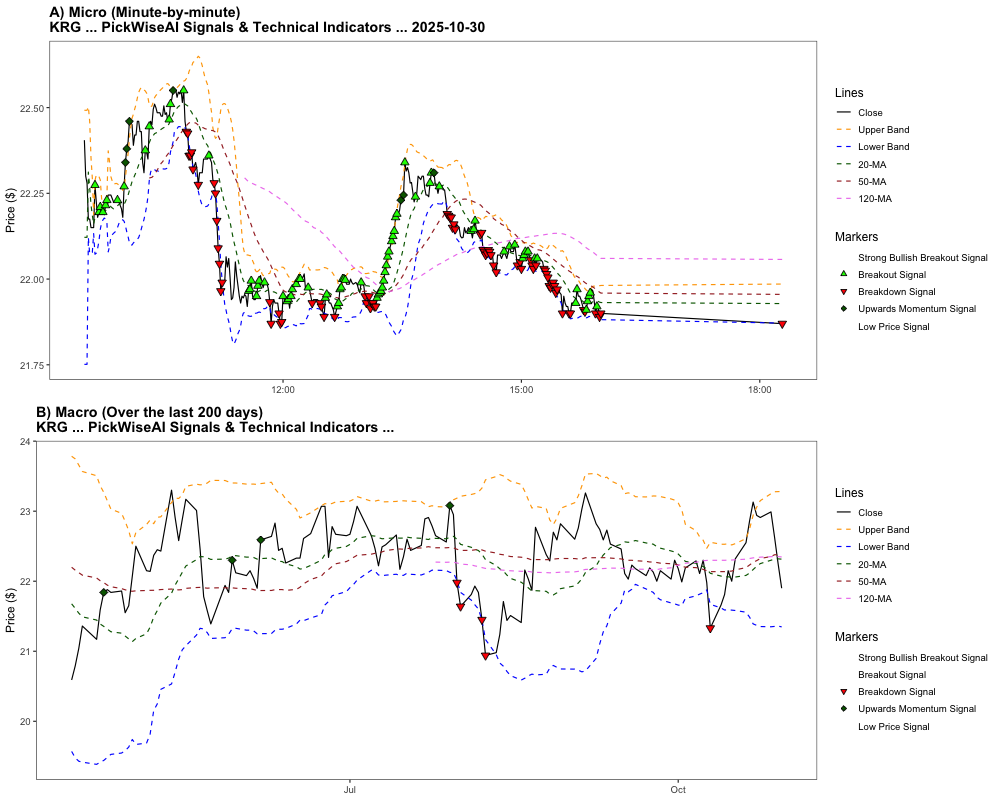 A) Micro (Minute-by-minute)
KRG ... PickWiseAI Signals & Technical Indicators ... 2025-10-30
Price ($)
22.50
22.25
22.00
21.75
12:00
15:00
18:00
Lines
Close
Upper Band
Lower Band
20-MA
50-MA
120-MA
Markers
Strong Bullish Breakout Signal
Breakout Signal
Breakdown Signal
Upwards Momentum Signal
Low Price Signal
B) Macro (Over the last 200 days)
KRG ... PickWiseAI Signals & Technical Indicators ...
Price ($)
24
23
22
21
20
Jul
Oct
Lines
Close
Upper Band
Lower Band
20-MA
50-MA
120-MA
Markers
Strong Bullish Breakout Signal
Breakout Signal
Breakdown Signal
Upwards Momentum Signal
Low Price Signal